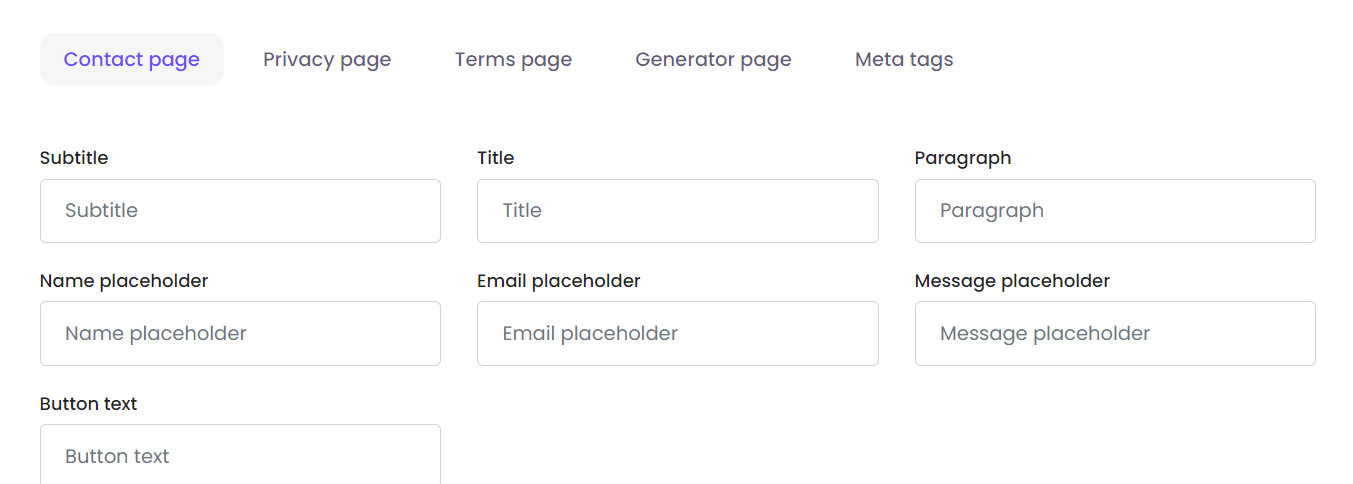 Contact page Privacy page Terms page Generator page Meta tags
Subtitle Title Paragraph
Subtitle Title Paragraph
Name placeholder Email placeholder Message placeholder
Name placeholder Email placeholder Message placeholder
Button text
Button text